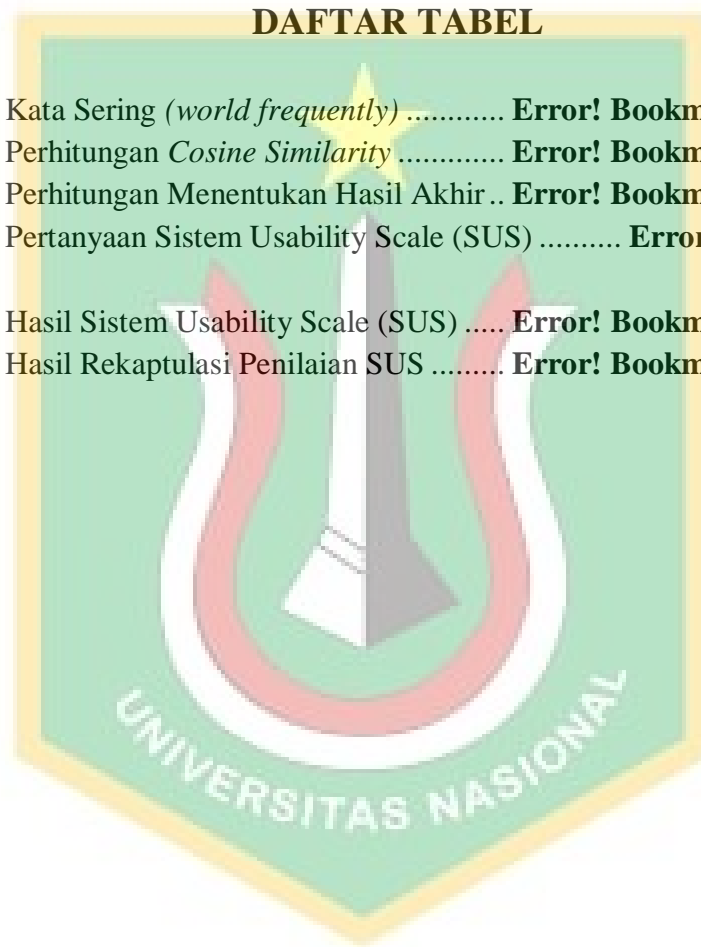 DAFTAR TABEL
Kata Sering (world frequently) ............ Error! Bookm
Perhitungan Cosine Similarity ............. Error! Bookm
Perhitungan Menentukan Hasil Akhir .. Error! Bookm
Pertanyaan Sistem Usability Scale (SUS) .......... Error
Hasil Sistem Usability Scale (SUS) ..... Error! Bookm
Hasil Rekaptulasi Penilaian SUS ......... Error! Bookm
UNIVERSITAS NASIONAL